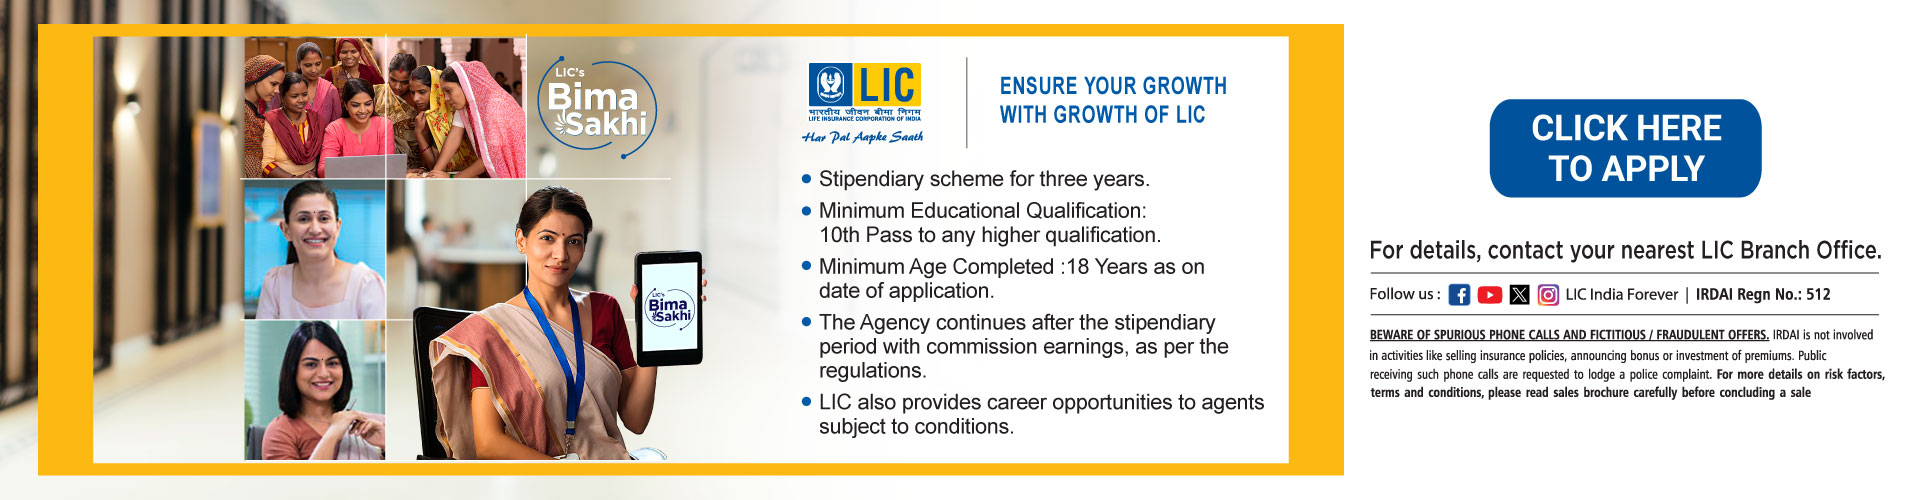 LIC's
Bima
Sakhi
LIC's
Bima
Sakhi
LIC
भारतीय जीवन बीमा निगम
LIFE INSURANCE CORPORATION OF INDIA
Har Pal Aapke Saath
ENSURE YOUR GROWTH
WITH GROWTH OF LIC
• Stipendiary scheme for three years.
• Minimum Educational Qualification:
10th Pass to any higher qualification.
• Minimum Age Completed :18 Years as on
date of application.
• The Agency continues after the stipendiary
period with commission earnings, as per the
regulations.
• LIC also provides career opportunities to agents
subject to conditions.
CLICK HERE
TO APPLY
For details, contact your nearest LIC Branch Office.
Follow us : LIC India Forever | IRDAI Regn No.: 512
BEWARE OF SPURIOUS PHONE CALLS AND FICTITIOUS / FRAUDULENT OFFERS. IRDAI is not involved
in activities like selling insurance policies, announcing bonus or investment of premiums. Public
receiving such phone calls are requested to lodge a police complaint. For more details on risk factors,
terms and conditions, please read sales brochure carefully before concluding a sale